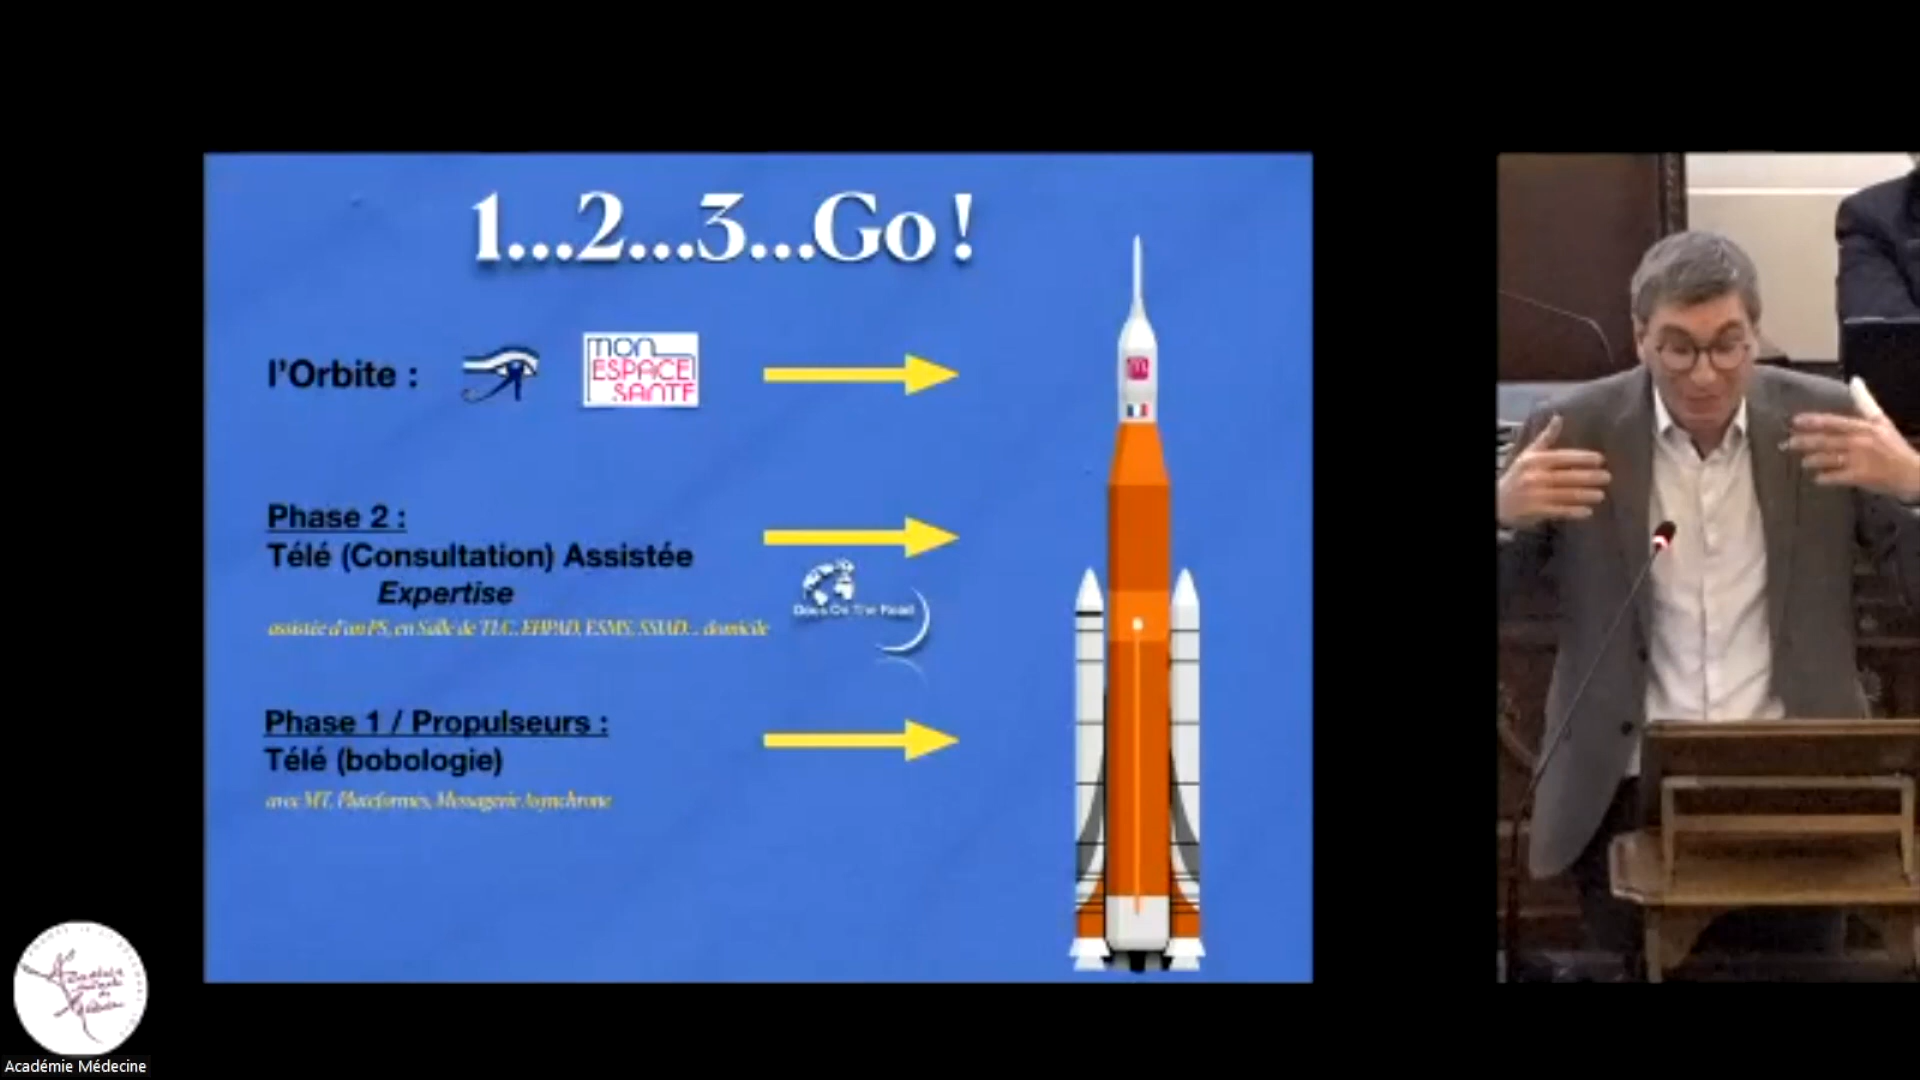 1...2...3...Go !
l'Orbite :
mon
ESPACE
SANTE
m
Phase 2 :
Télé (Consultation) Assistée
Expertise
assistée d'un PS, en Salle de TLC, EHPAD, ESMS, SSIAD... domicile
Docs On The Road
Phase 1 / Propulseurs :
Télé (bobologie)
avec MT, Plateformes, Messagerie Asynchrone
Académie Médecine